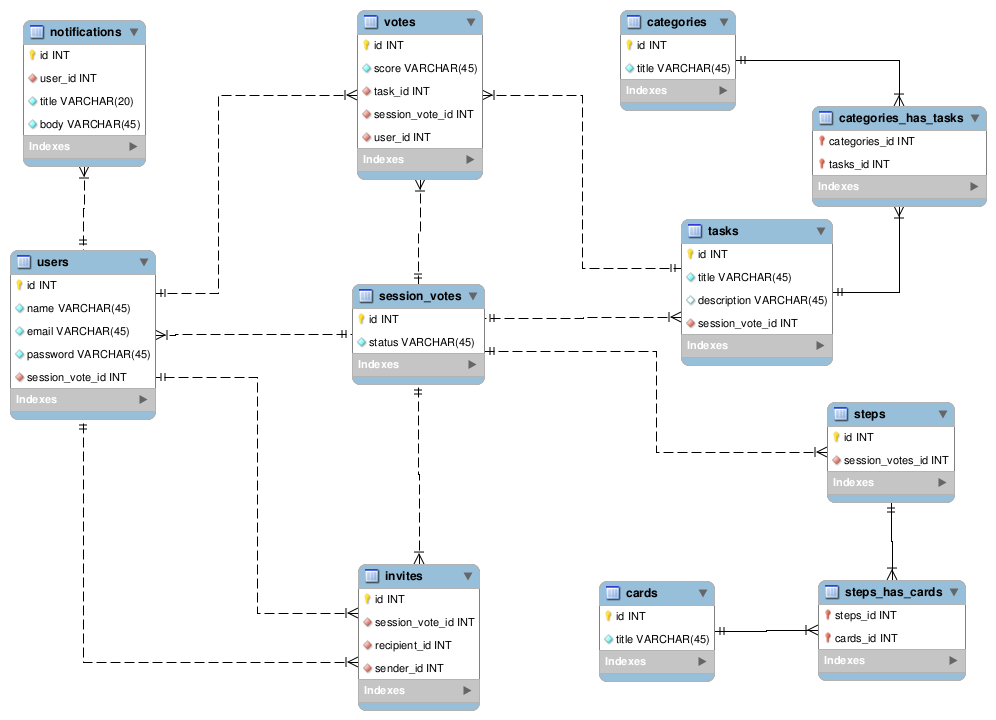 notifications
id INT
user_id INT
title VARCHAR(20)
body VARCHAR(45)
Indexes
votes
id INT
score VARCHAR(45)
task_id INT
session_vote_id INT
user_id INT
Indexes
categories
id INT
title VARCHAR(45)
Indexes
categories_has_tasks
categories_id INT
tasks_id INT
Indexes
users
id INT
name VARCHAR(45)
email VARCHAR(45)
password VARCHAR(45)
session_vote_id INT
Indexes
session_votes
id INT
status VARCHAR(45)
Indexes
tasks
id INT
title VARCHAR(45)
description VARCHAR(45)
session_vote_id INT
Indexes
steps
id INT
session_votes_id INT
Indexes
invites
id INT
session_vote_id INT
recipient_id INT
sender_id INT
Indexes
cards
id INT
title VARCHAR(45)
Indexes
steps_has_cards
steps_id INT
cards_id INT
Indexes